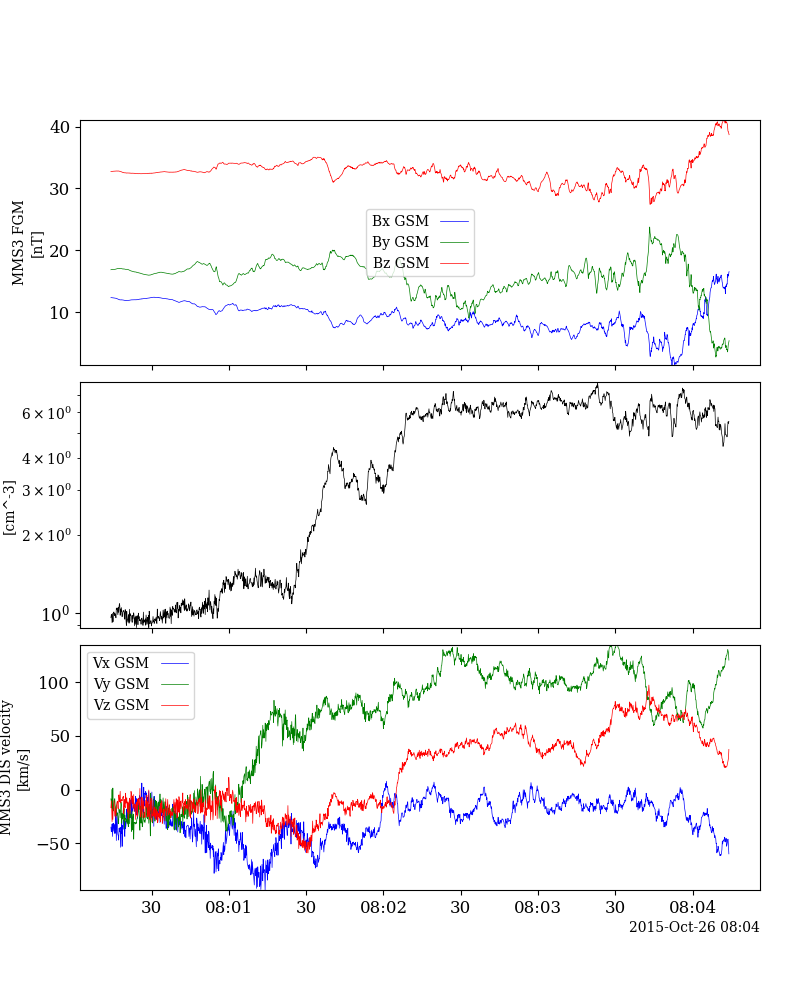 40
30
20
10
MMS3 FGM
[nT]
Bx GSM
By GSM
Bz GSM
6 × 10⁰
4 × 10⁰
3 × 10⁰
2 × 10⁰
10⁰
[cm^-3]
Vx GSM
Vy GSM
Vz GSM
100
50
0
−50
MMS3 DIS velocity
[km/s]
30 08:01 30 08:02 30 08:03 30 08:04
2015-Oct-26 08:04